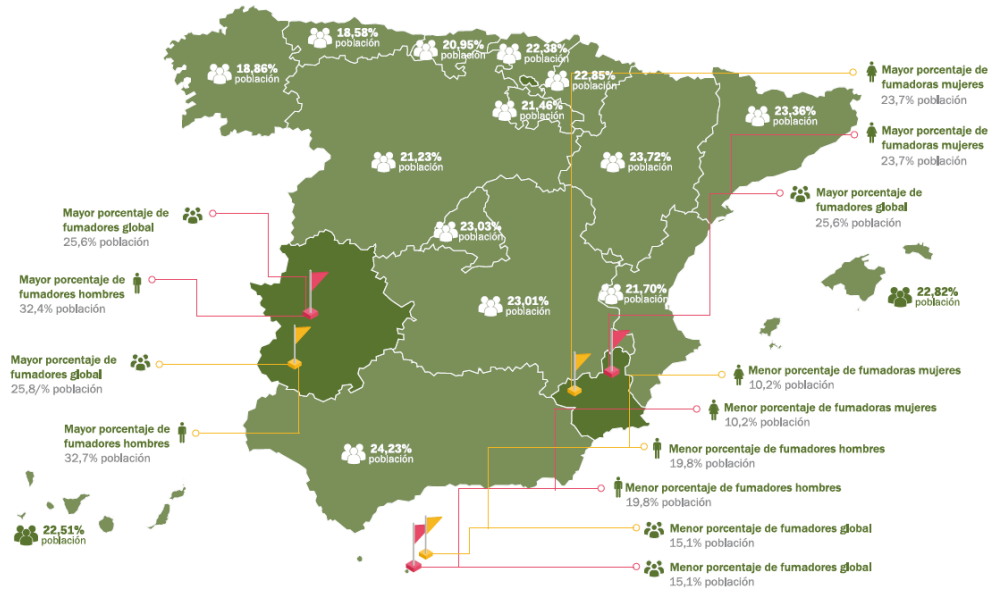 18,58%
población
20,95%
población
22,38%
población
18,86%
población
22,85%
población
21,46%
población
23,36%
población
21,23%
población
23,72%
población
23,03%
población
23,01%
población
21,70%
población
24,23%
población
22,82%
población
22,51%
población
Mayor porcentaje de
fumadores global
25,6% población
Mayor porcentaje de
fumadores hombres
32,4% población
Mayor porcentaje de
fumadores global
25,8/% población
Mayor porcentaje de
fumadores hombres
32,7% población
Mayor porcentaje de
fumadoras mujeres
23,7% población
Mayor porcentaje de
fumadoras mujeres
23,7% población
Mayor porcentaje de
fumadores global
25,6% población
Menor porcentaje de fumadoras mujeres
10,2% población
Menor porcentaje de fumadoras mujeres
10,2% población
Menor porcentaje de fumadores hombres
19,8% población
Menor porcentaje de fumadores hombres
19,8% población
Menor porcentaje de fumadores global
15,1% población
Menor porcentaje de fumadores global
15,1% población